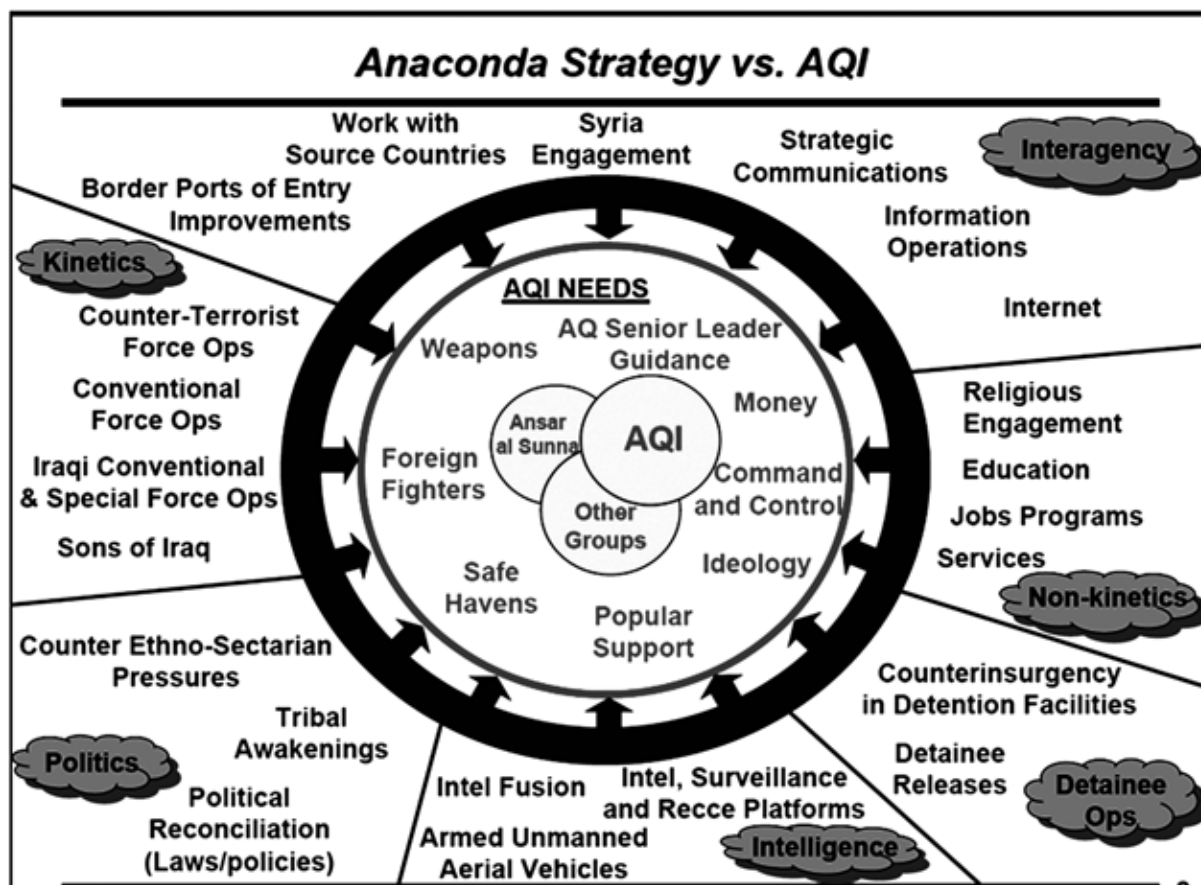 Anaconda Strategy vs. AQI
Work with
Source Countries
Syria
Engagement
Strategic
Communications
Interagency
Border Ports of Entry
Improvements
Information
Operations
Internet
Kinetics
Counter-Terrorist
Force Ops
Conventional
Force Ops
Iraqi Conventional
& Special Force Ops
Sons of Iraq
AQI NEEDS
Weapons
AQ Senior Leader
Guidance
Money
Ansar
al Sunna
AQI
Foreign
Fighters
Command
and Control
Other
Groups
Safe
Havens
Ideology
Popular
Support
Religious
Engagement
Education
Jobs Programs
Services
Non-kinetics
Counter Ethno-Sectarian
Pressures
Tribal
Awakenings
Politics
Political
Reconciliation
(Laws/policies)
Intel Fusion
Intel, Surveillance
and Recce Platforms
Armed Unmanned
Aerial Vehicles
Intelligence
Counterinsurgency
in Detention Facilities
Detainee
Releases
Detainee
Ops